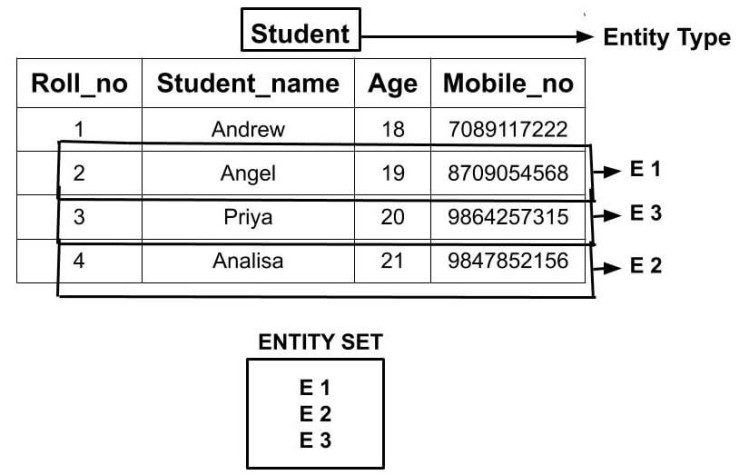 Student Entity Type
Roll_no Student_name Age Mobile_no
1 Andrew 18 7089117222
2 Angel 19 8709054568 E 1
3 Priya 20 9864257315 E 3
4 Analisa 21 9847852156 E 2
ENTITY SET
E 1
E 2
E 3